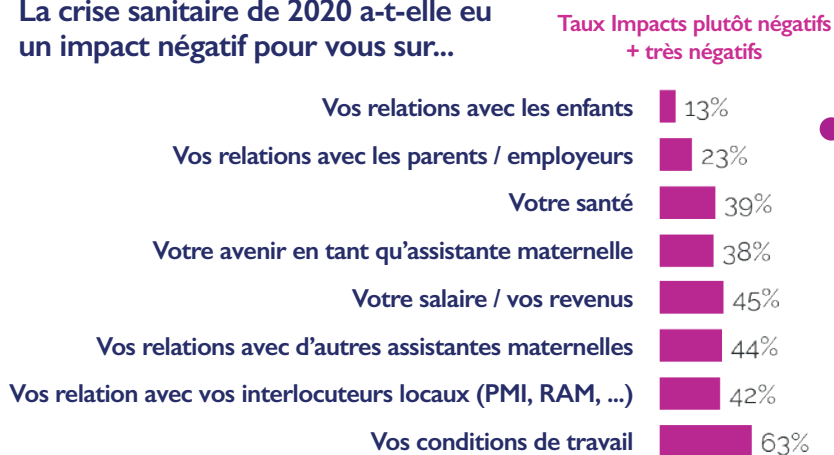 La crise sanitaire de 2020 a-t-elle eu
un impact négatif pour vous sur...
Taux Impacts plutôt négatifs
+ très négatifs
Vos relations avec les enfants 13%
Vos relations avec les parents / employeurs 23%
Votre santé 39%
Votre avenir en tant qu’assistante maternelle 38%
Votre salaire / vos revenus 45%
Vos relations avec d’autres assistantes maternelles 44%
Vos relation avec vos interlocuteurs locaux (PMI, RAM, ...) 42%
Vos conditions de travail 63%